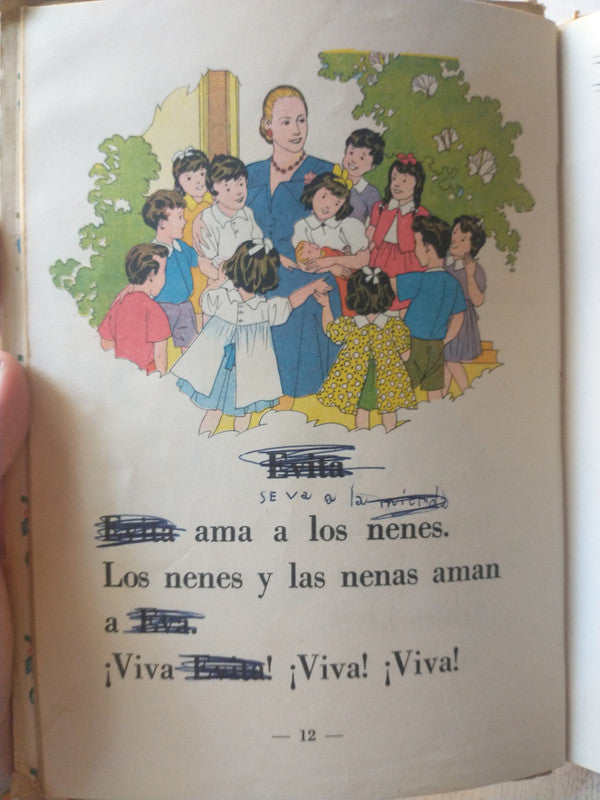 Evita
SE va a la
Evita ama a los nenes.
Los nenes y las nenas aman
a Eva.
¡Viva Evita! ¡Viva! ¡Viva!
— 12 —